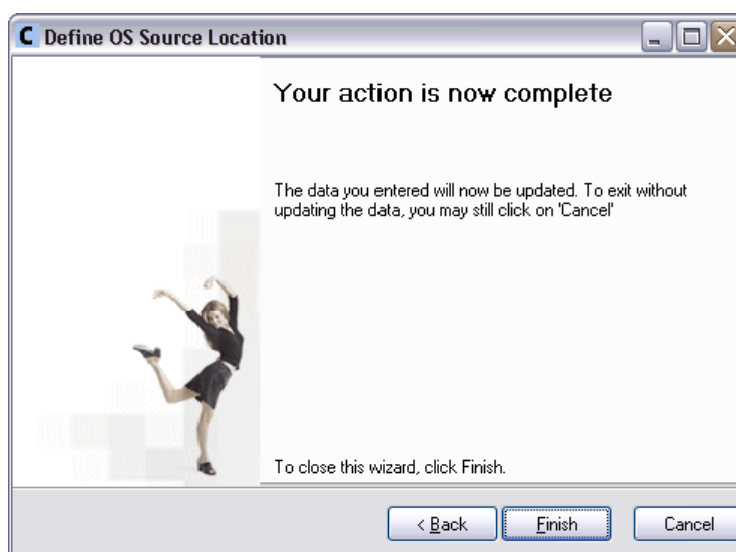 C Define OS Source Location
Your action is now complete
The data you entered will now be updated. To exit without
updating the data, you may still click on 'Cancel'
To close this wizard, click Finish.
< Back Finish Cancel